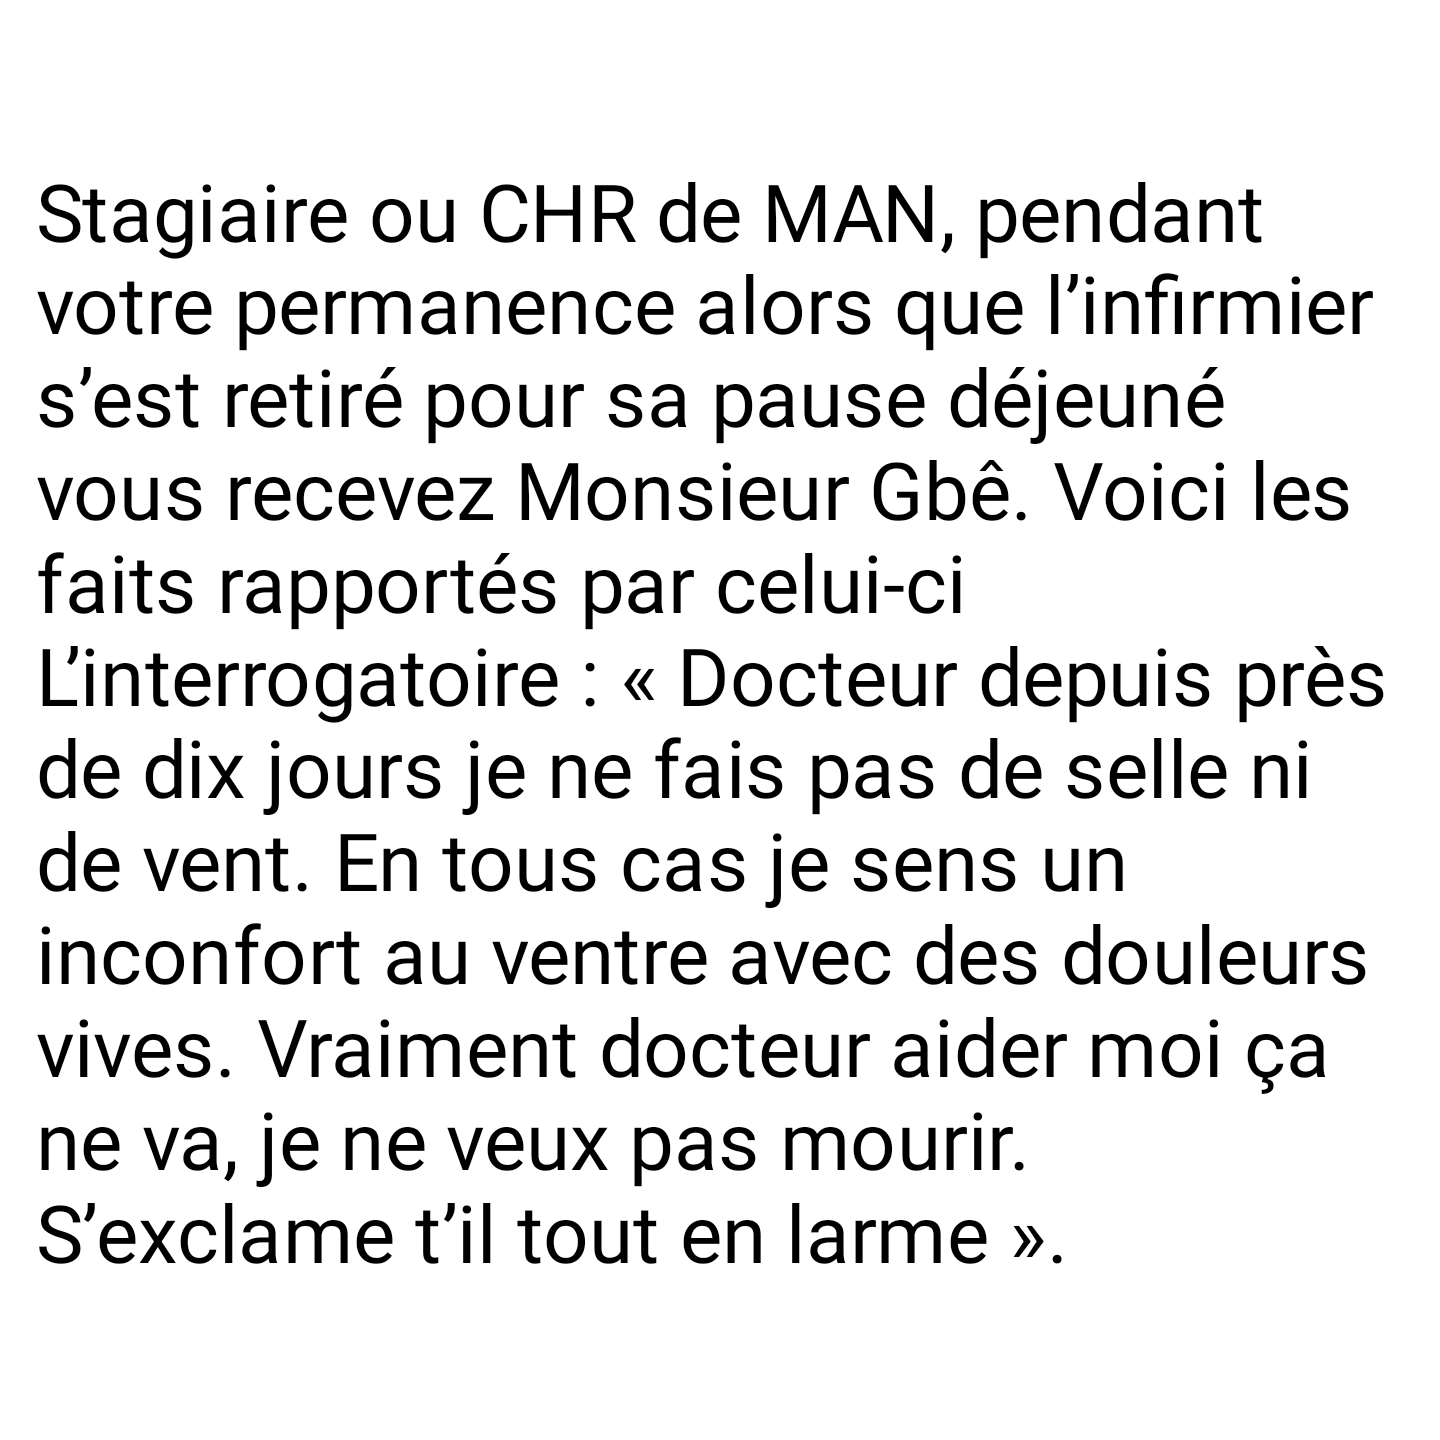 Stagiaire ou CHR de MAN, pendant
votre permanence alors que l’infirmier
s’est retiré pour sa pause déjeuné
vous recevez Monsieur Gbê. Voici les
faits rapportés par celui-ci
L’interrogatoire : « Docteur depuis près
de dix jours je ne fais pas de selle ni
de vent. En tous cas je sens un
inconfort au ventre avec des douleurs
vives. Vraiment docteur aider moi ça
ne va, je ne veux pas mourir.
S’exclame t’il tout en larme ».